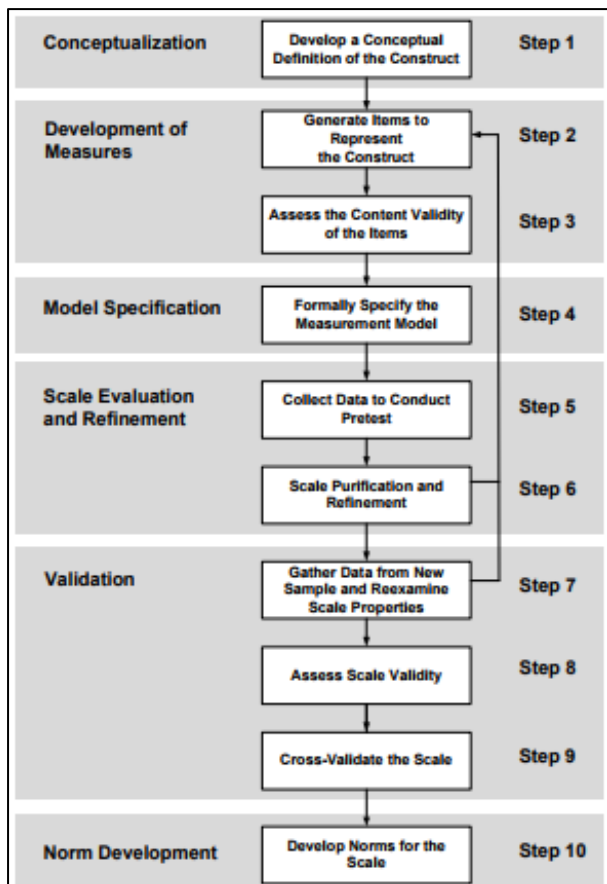 Conceptualization
Develop a Conceptual
Definition of the Construct
Step 1
Development of
Measures
Generate Items to
Represent
the Construct
Step 2
Assess the Content Validity
of the Items
Step 3
Model Specification
Formally Specify the
Measurement Model
Step 4
Scale Evaluation
and Refinement
Collect Data to Conduct
Pretest
Step 5
Scale Purification and
Refinement
Step 6
Validation
Gather Data from New
Sample and Reexamine
Scale Properties
Step 7
Assess Scale Validity
Step 8
Cross-Validate the Scale
Step 9
Norm Development
Develop Norms for the
Scale
Step 10